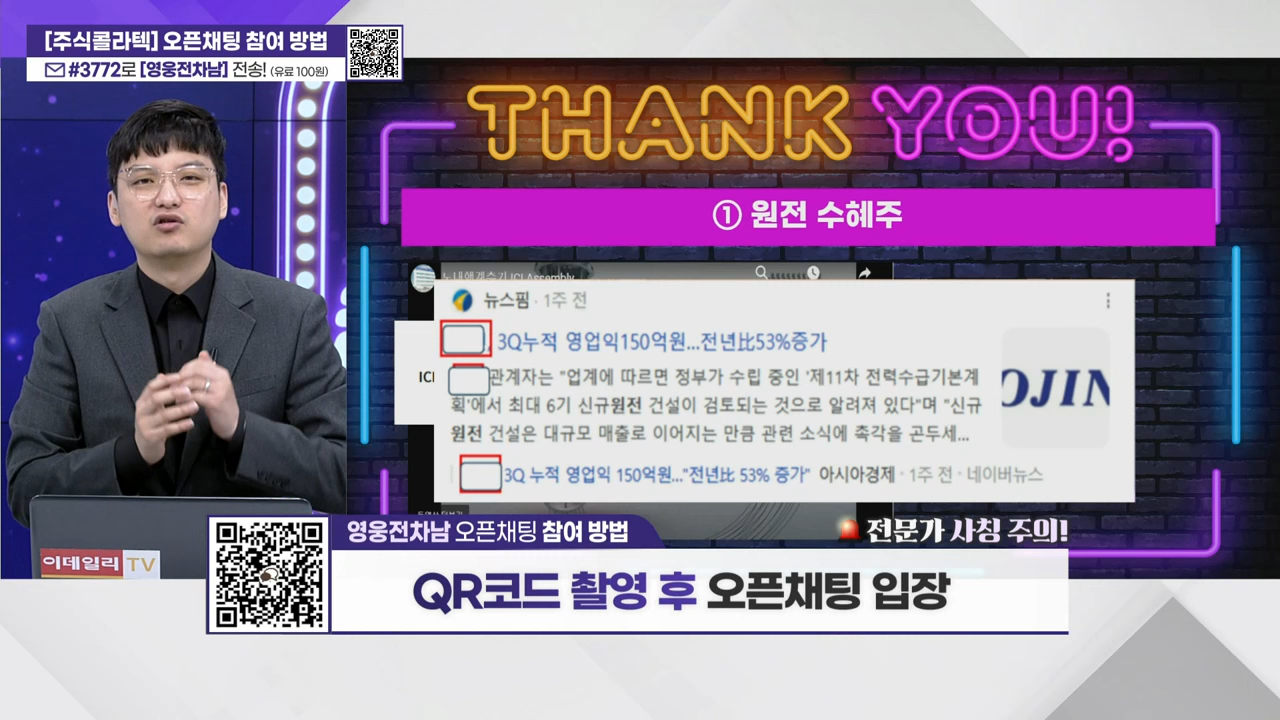 [주식콜라텍] 오픈채팅 참여 방법
#3772로 [영웅전차남] 전송! (유료 100원)
THANK YOU!
① 원전 수혜주
뉴스핌 · 1주 전
3Q누적 영업익150억원...전년比53%증가
관계자는 "업계에 따르면 정부가 수립 중인 '제11차 전력수급기본계
획'에서 최대 6기 신규원전 건설이 검토되는 것으로 알려져 있다"며 "신규
원전 건설은 대규모 매출로 이어지는 만큼 관련 소식에 촉각을 곤두세...
3Q 누적 영업익 150억원..."전년比 53% 증가" 아시아경제 · 1주 전 · 네이버뉴스
OJIN
ICI
이데일리 TV
영웅전차남 오픈채팅 참여 방법
전문가 사칭 주의!
QR코드 촬영 후 오픈채팅 입장